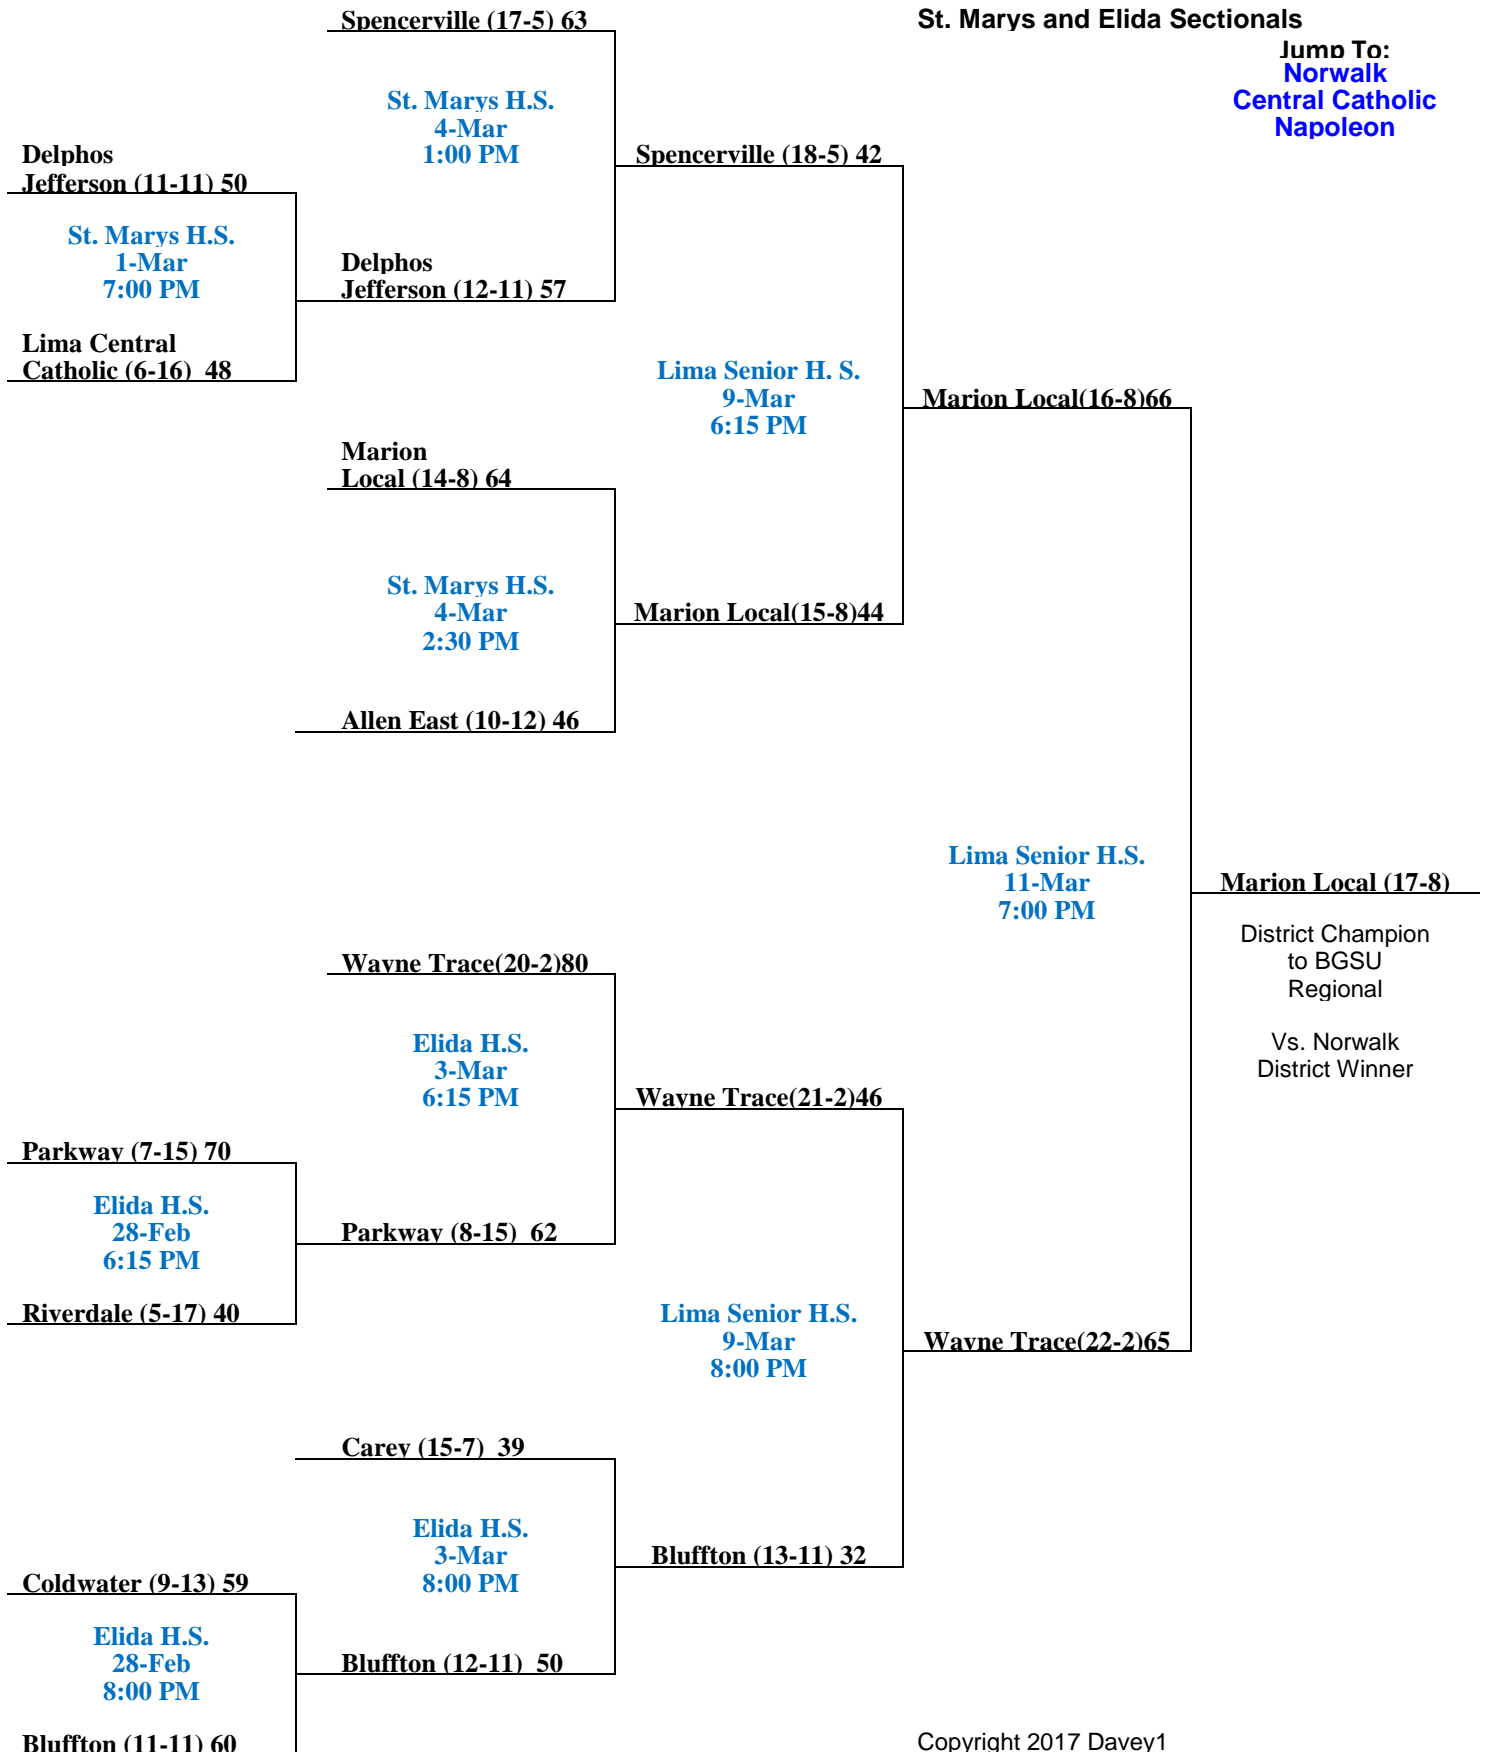 Spencerville (17-5) 63
St. Marys and Elida Sectionals
Jump To:
Norwalk
Central Catholic
Napoleon
St. Marys H.S.
4-Mar
1:00 PM
Delphos
Jefferson (11-11) 50
Spencerville (18-5) 42
St. Marys H.S.
1-Mar
7:00 PM
Delphos
Jefferson (12-11) 57
Lima Central
Catholic (6-16)  48
Lima Senior H. S.
9-Mar
6:15 PM
Marion Local(16-8)66
Marion
Local (14-8) 64
St. Marys H.S.
4-Mar
2:30 PM
Marion Local(15-8)44
Allen East (10-12) 46
Lima Senior H.S.
11-Mar
7:00 PM
Marion Local (17-8)
District Champion
to BGSU
Regional
Vs. Norwalk
District Winner
Wayne Trace(20-2)80
Elida H.S.
3-Mar
6:15 PM
Wayne Trace(21-2)46
Parkway (7-15) 70
Elida H.S.
28-Feb
6:15 PM
Parkway (8-15)  62
Riverdale (5-17) 40
Lima Senior H.S.
9-Mar
8:00 PM
Wayne Trace(22-2)65
Carey (15-7)  39
Elida H.S.
3-Mar
8:00 PM
Bluffton (13-11) 32
Coldwater (9-13) 59
Elida H.S.
28-Feb
8:00 PM
Bluffton (12-11)  50
Bluffton (11-11) 60
Copyright 2017 Davey1